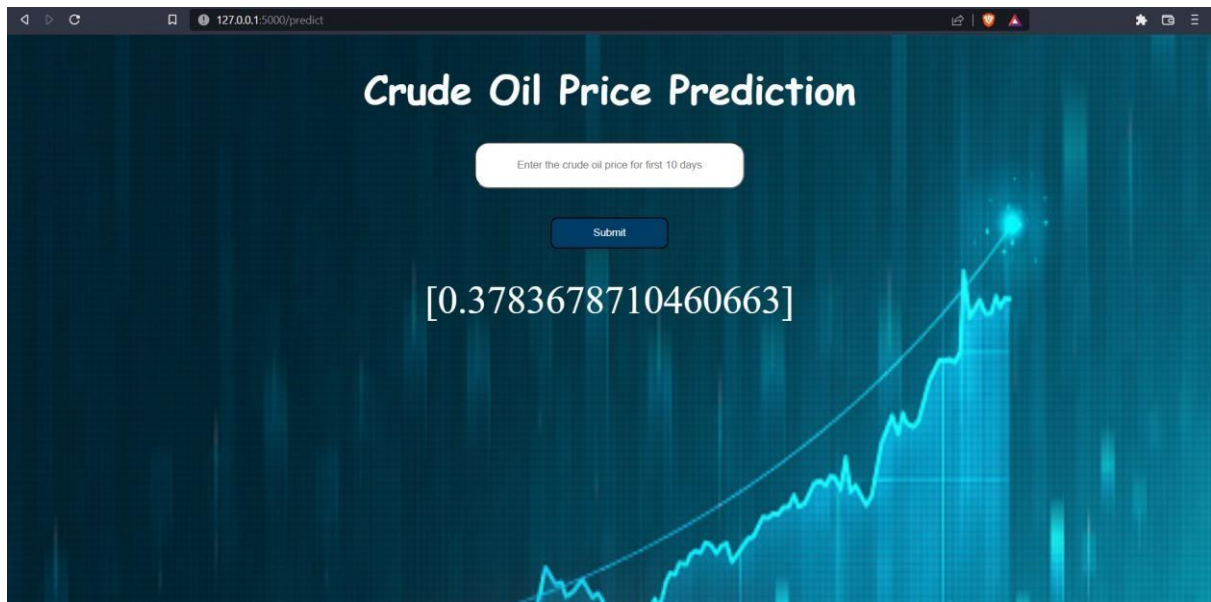 127.0.0.1:5000/predict
Crude Oil Price Prediction
Enter the crude oil price for first 10 days
Submit
[0.3783678710460663]